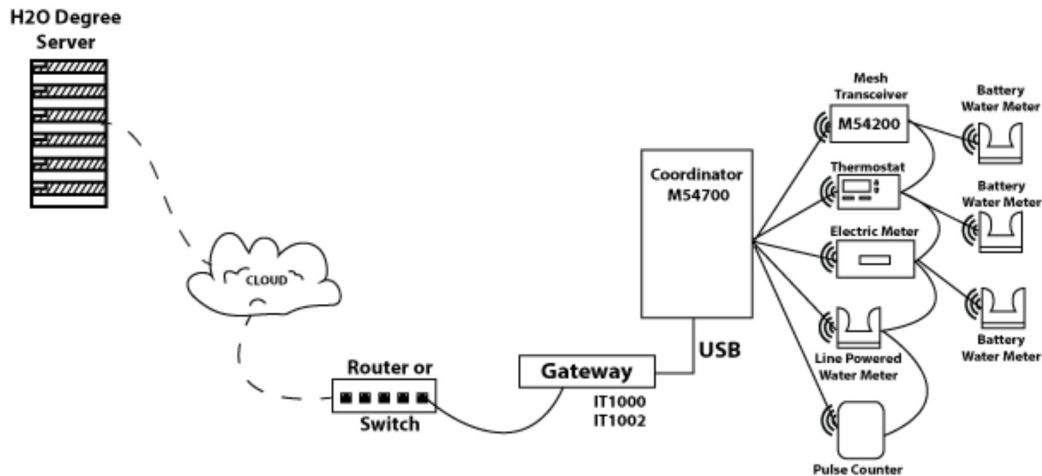 H2O Degree
Server
CLOUD
Router or
Switch
Gateway
IT1000
IT1002
USB
Coordinator
M54700
Mesh
Transceiver
M54200
Thermostat
Electric Meter
Line Powered
Water Meter
Pulse Counter
Battery
Water Meter
Battery
Water Meter
Battery
Water Meter